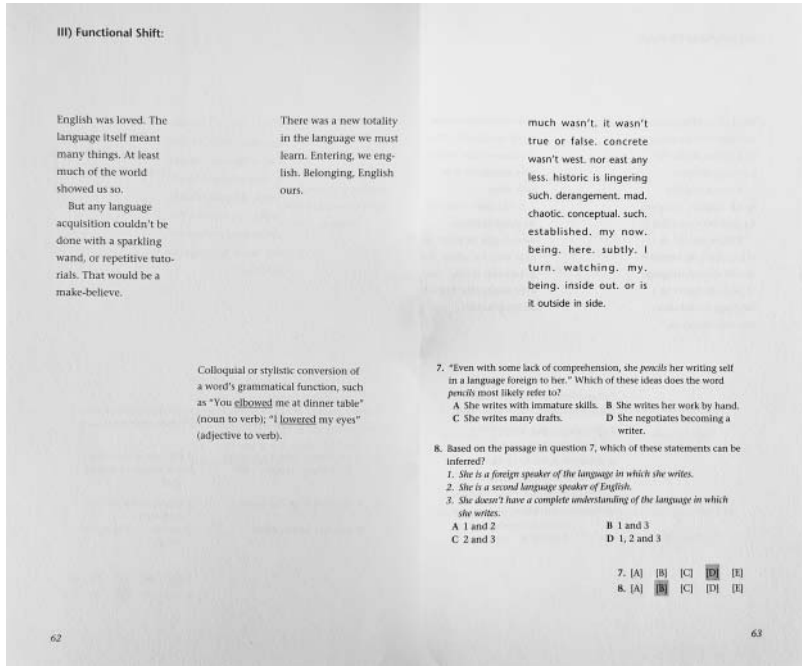 III) Functional Shift:
English was loved. The
language itself meant
many things. At least
much of the world
showed us so.
But any language
acquisition couldn't be
done with a sparkling
wand, or repetitive tuto-
rials. That would be a
make-believe.
There was a new totality
in the language we must
learn. Entering, we eng-
lish. Belonging, English
ours.
Colloquial or stylistic conversion of
a word's grammatical function, such
as "You elbowed me at dinner table"
(noun to verb); "I lowered my eyes"
(adjective to verb).
62
much wasn't. it wasn't
true or false. concrete
wasn't west. nor east any
less. historic is lingering
such. derangement. mad.
chaotic. conceptual. such.
established. my now.
being. here. subtly. I
turn. watching. my.
being. inside out. or is
it outside in side.
7. "Even with some lack of comprehension, she pencils her writing self
in a language foreign to her." Which of these ideas does the word
pencils most likely refer to?
A She writes with immature skills. B She writes her work by hand.
C She writes many drafts. D She negotiates becoming a
writer.
8. Based on the passage in question 7, which of these statements can be
inferred?
1. She is a foreign speaker of the language in which she writes.
2. She is a second language speaker of English.
3. She doesn't have a complete understanding of the language in which
she writes.
A 1 and 2 B 1 and 3
C 2 and 3 D 1, 2 and 3
7. [A] [B] [C] [D] [E]
8. [A] [B] [C] [D] [E]
63